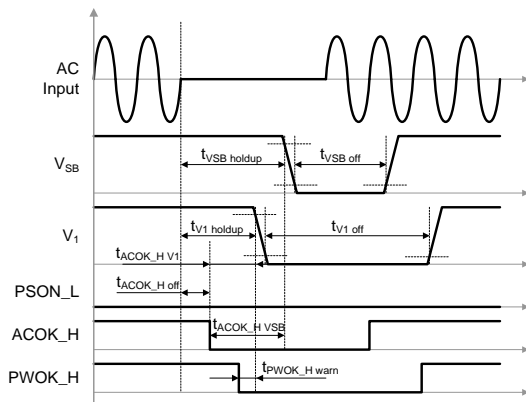 AC
Input
V_SB
t_VSB holdup
t_VSB off
V_1
t_V1 holdup
t_V1 off
t_ACOK_H V1
t_ACOK_H off
PSON_L
ACOK_H
t_ACOK_H VSB
PWOK_H
t_PWOK_H warn